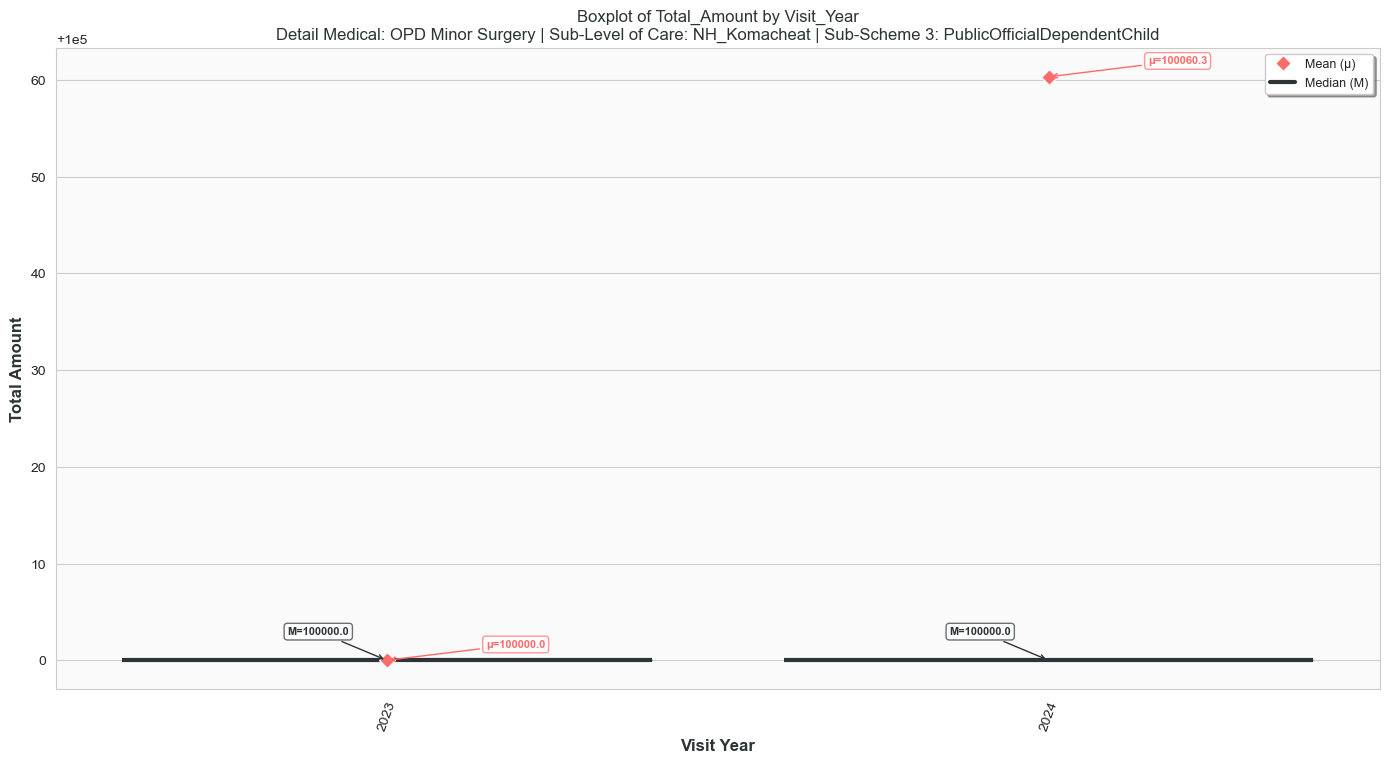 Boxplot of Total_Amount by Visit_Year
Detail Medical: OPD Minor Surgery | Sub-Level of Care: NH_Komacheat | Sub-Scheme 3: PublicOfficialDependentChild
+1e5
60
50
40
30
20
10
0
Total Amount
μ=100060.3
Mean (μ)
Median (M)
M=100000.0
μ=100000.0
M=100000.0
2023
2024
Visit Year